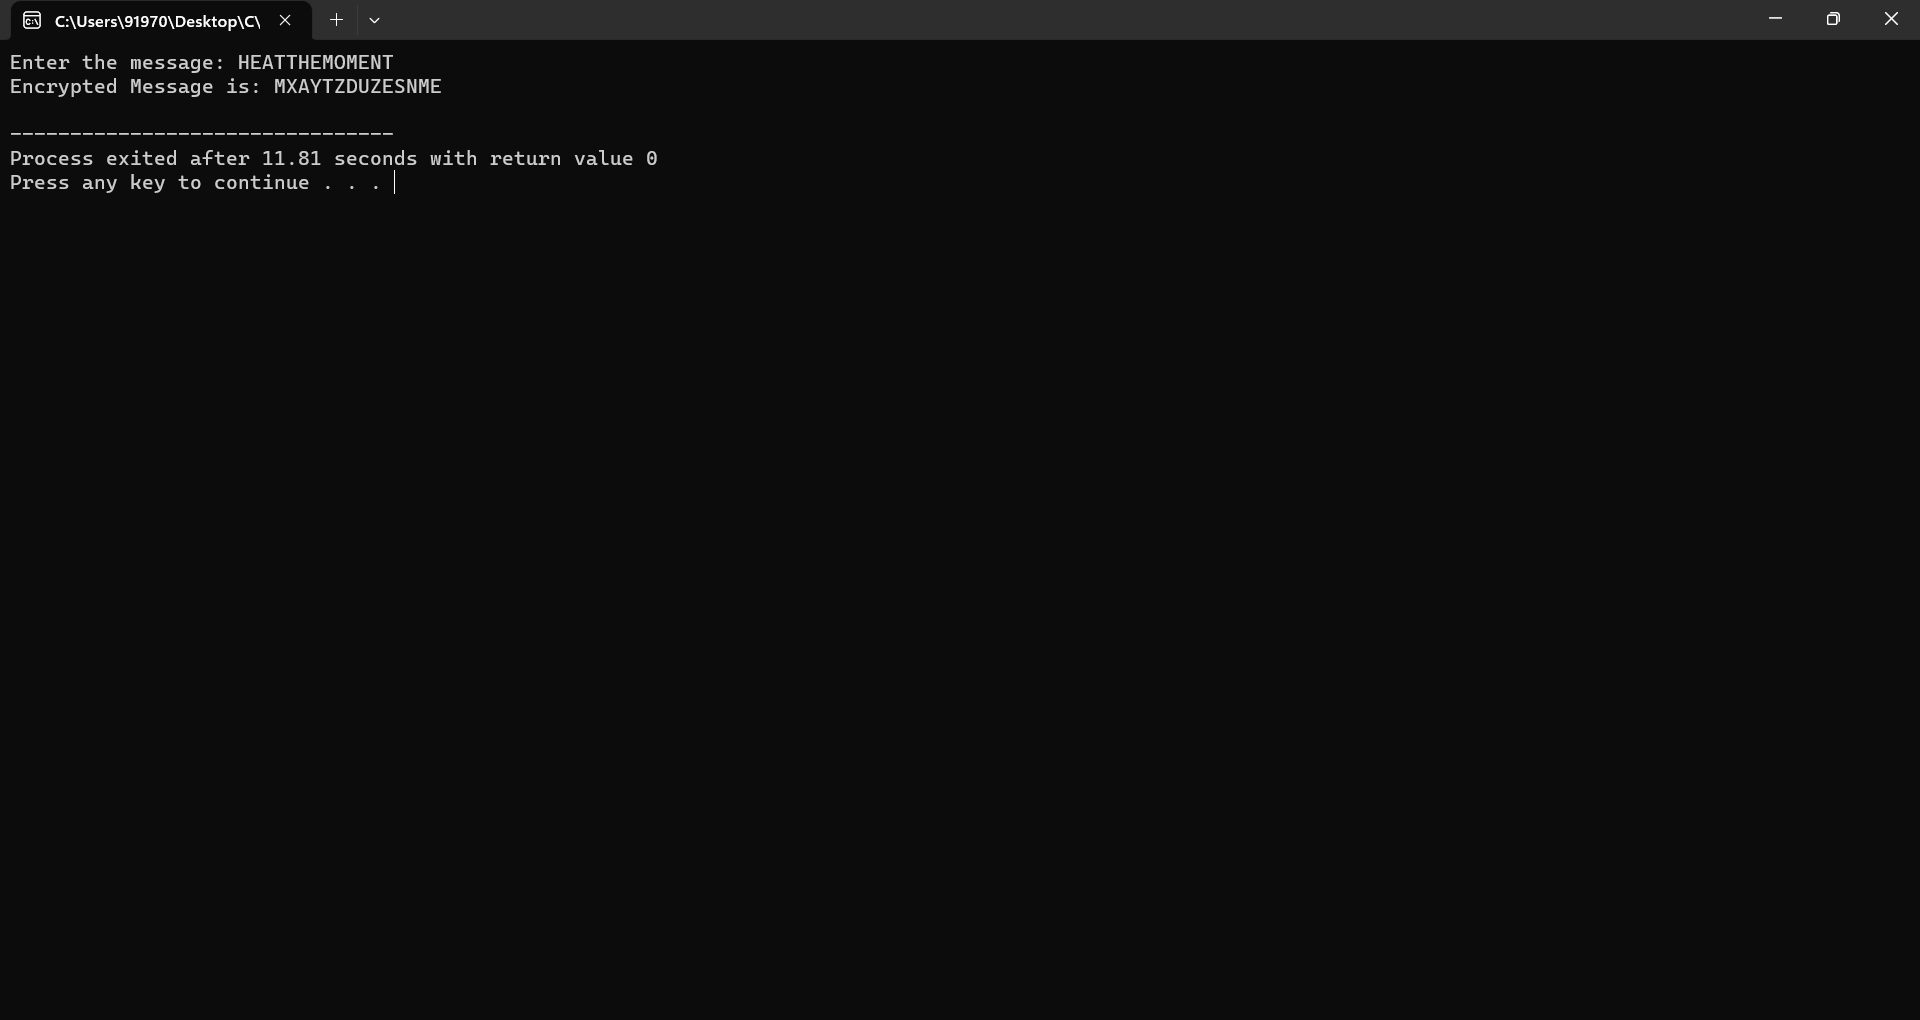 C:\Users\91970\Desktop\C\
Enter the message: HEATTHEMOMENT
Encrypted Message is: MXAYTZDUZESNME
--------------------------------
Process exited after 11.81 seconds with return value 0
Press any key to continue . . .